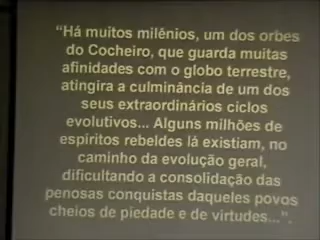 “Há muitos milênios, um dos orbes
do Cocheiro, que guarda muitas
afinidades com o globo terrestre,
atingira a culminância de um dos
seus extraordinários ciclos
evolutivos... Alguns milhões de
espíritos rebeldes lá existiam, no
caminho da evolução geral,
dificultando a consolidação das
penosas conquistas daqueles povos
cheios de piedade e de virtudes...”.